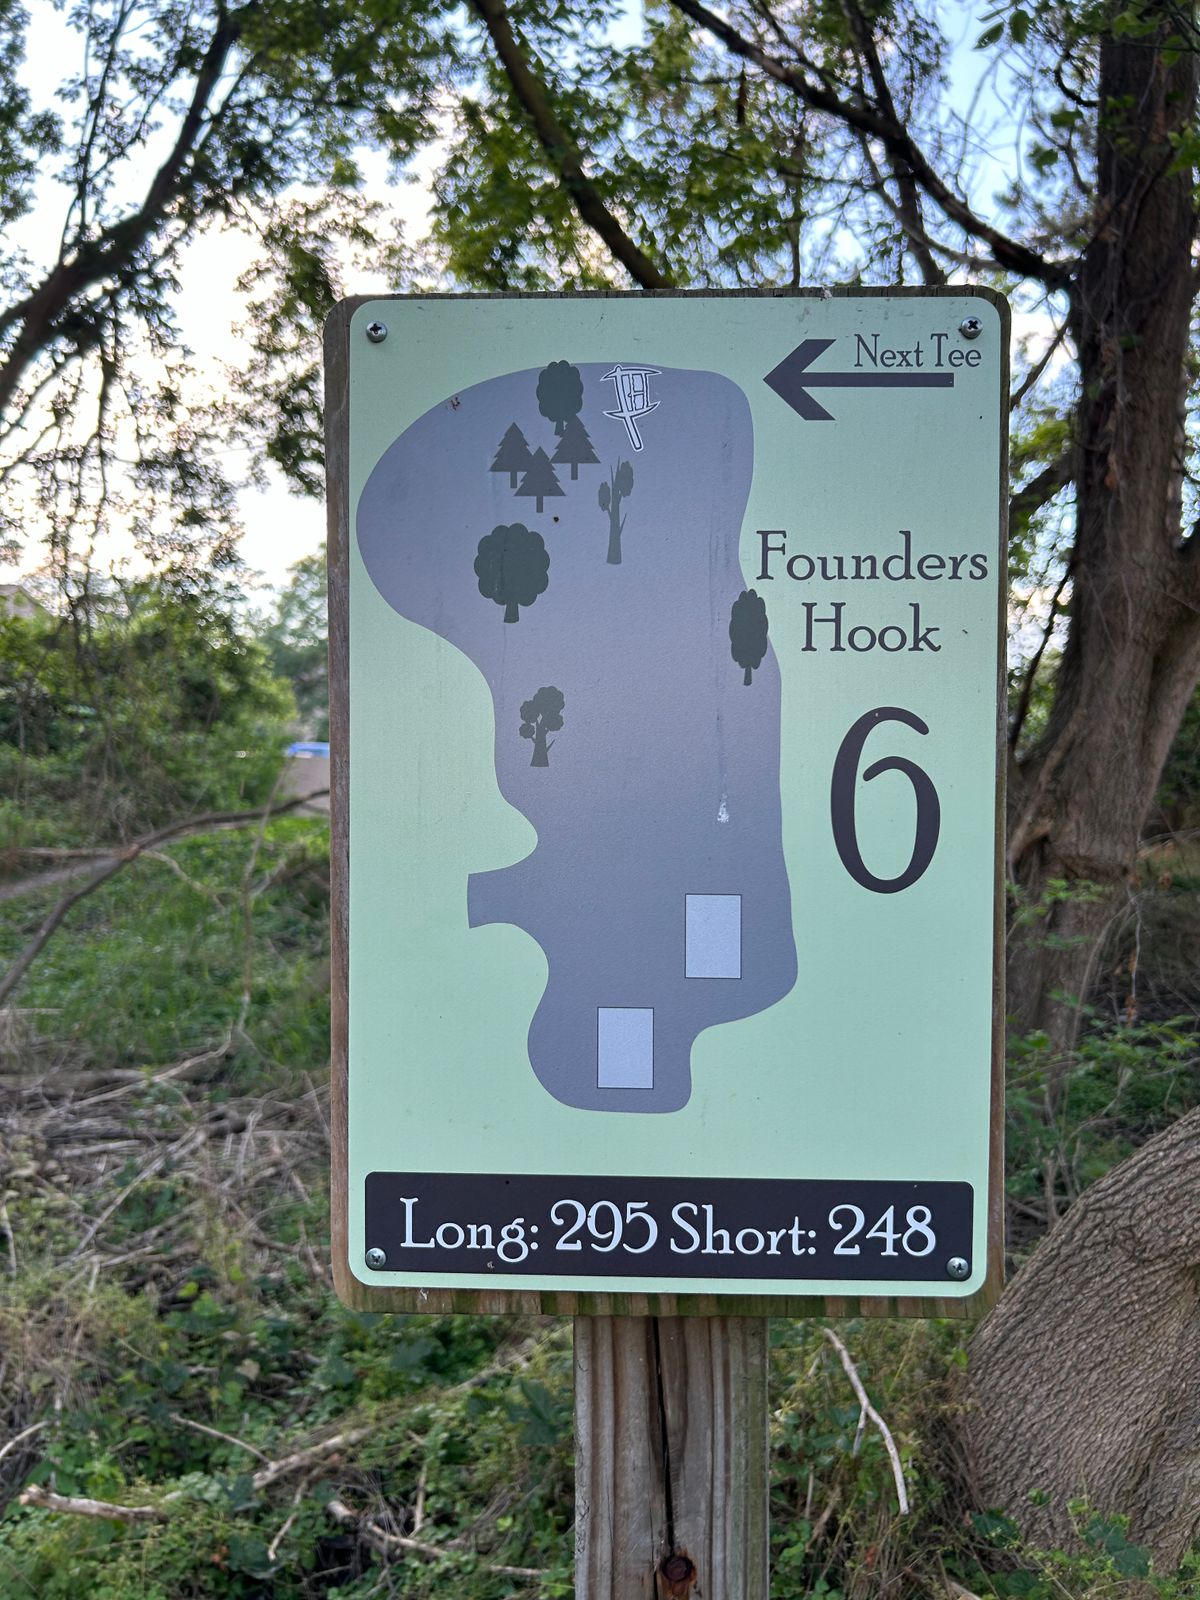 Next Tee
Founders
Hook
6
Long: 295 Short: 248